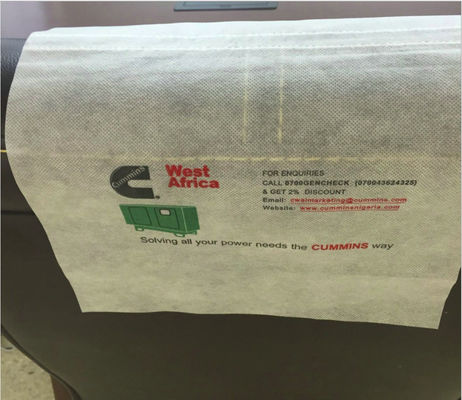 Cummins
West
Africa
FOR ENQUIRIES
CALL 0700GENCHECK (070043624325)
& GET 2% DISCOUNT
Email: cwaimarketing@cummins.com
Website: www.cumminsnigeria.com
Solving all your power needs the CUMMINS way